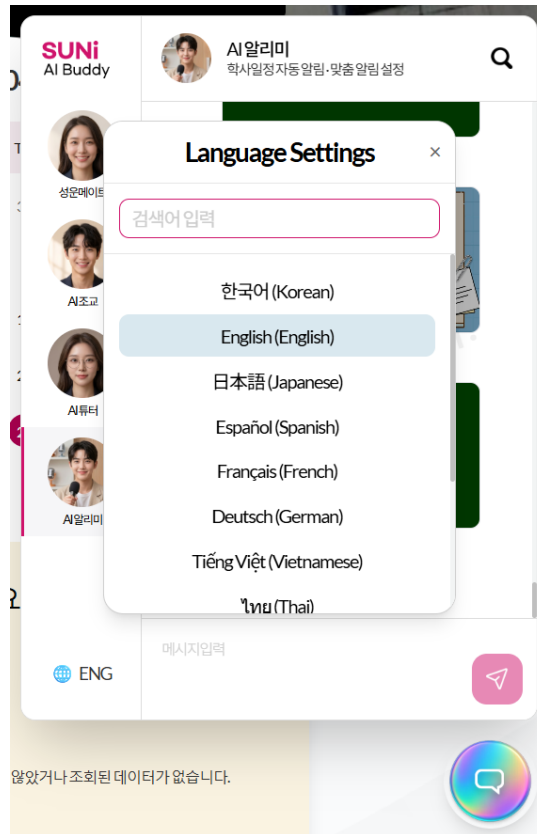 SUNi
AI Buddy
AI알리미
학사일정자동알림·맞춤알림설정
성운메이트
AI조교
AI튜터
AI알리미
Language Settings
×
검색어 입력
한국어 (Korean)
English (English)
日本語 (Japanese)
Español (Spanish)
Français (French)
Deutsch (German)
Tiếng Việt (Vietnamese)
ไทย (Thai)
ENG
메시지입력
않았거나 조회된 데이터가 없습니다.